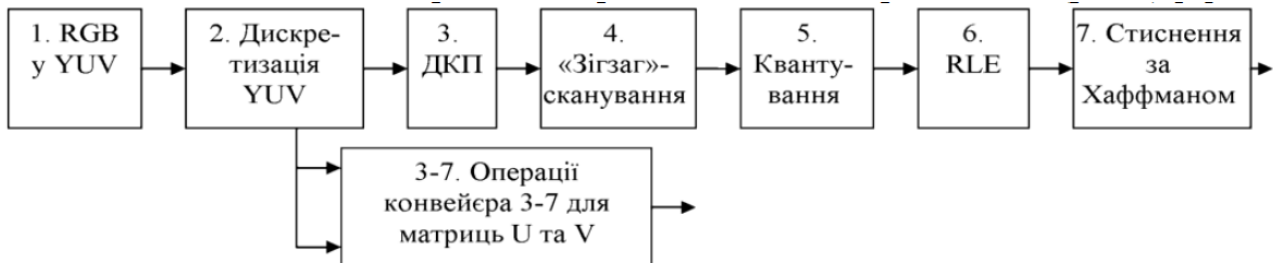 1. RGB
у YUV
2. Дискре-
тизація
YUV
3.
ДКП
4.
«Зігзаг»-
сканування
5.
Кванту-
вання
6.
RLE
7. Стиснення
за
Хаффманом
3-7. Операції
конвейєра 3-7 для
матриць U та V